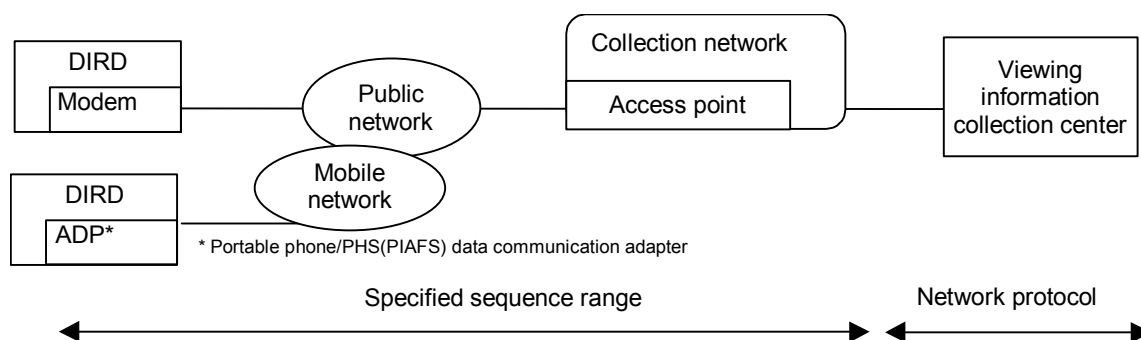 DIRD
Modem
Public
network
Collection network
Access point
Viewing
information
collection center
Mobile
network
DIRD
ADP*
* Portable phone/PHS(PIAFS) data communication adapter
Specified sequence range
Network protocol